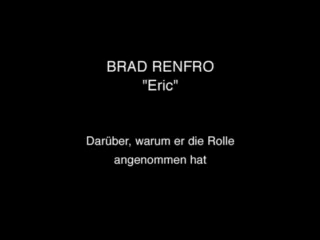 BRAD RENFRO
"Eric"
Darüber, warum er die Rolle
angenommen hat